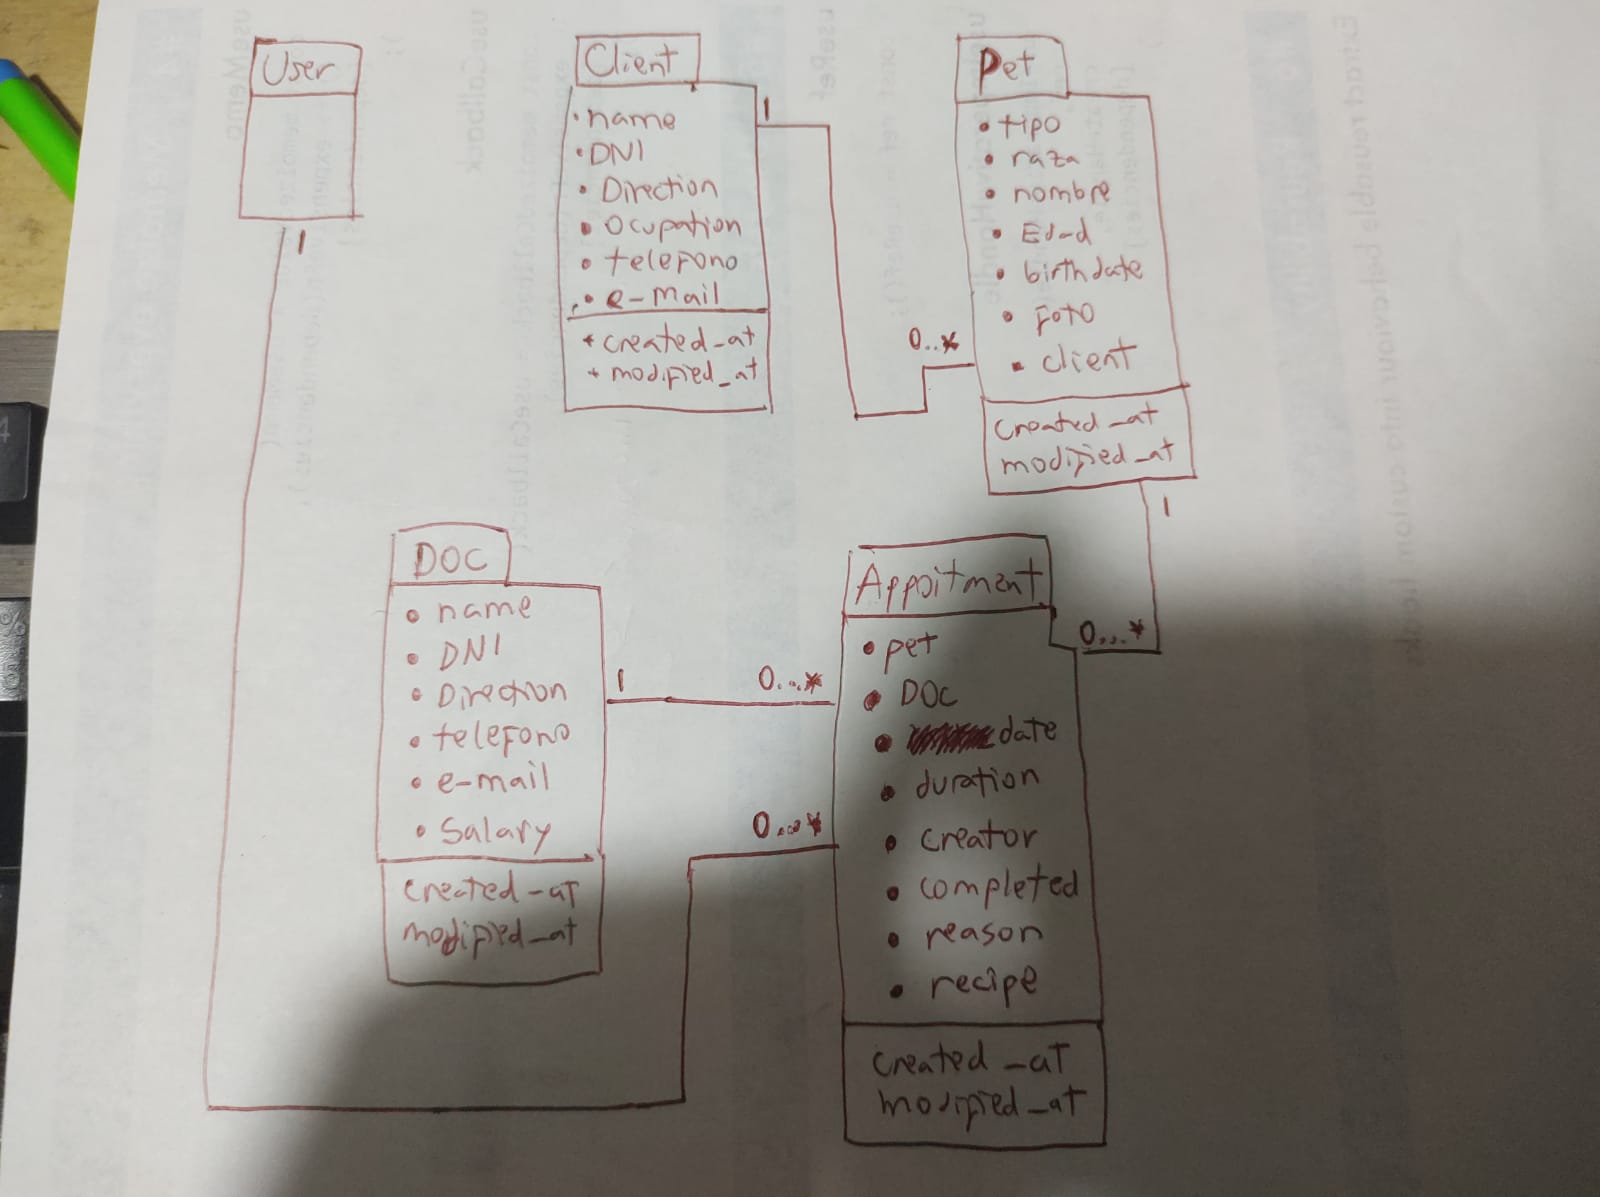 User
1
Client
• name
• DNI
• Direction
• Ocupation
• telefono
• e-mail
+ created_at
+ modified_at
1
0..*
Pet
• tipo
• raza
• nombre
• Edad
• birthdate
• Foto
• client
created_at
modified_at
1
0...*
DOC
• name
• DNI
• Direction
• telefono
• e-mail
• Salary
created_at
modified_at
1
0...*
0...*
Appoitment
• pet
• DOC
• date
• duration
• creator
• completed
• reason
• recipe
created_at
modified_at